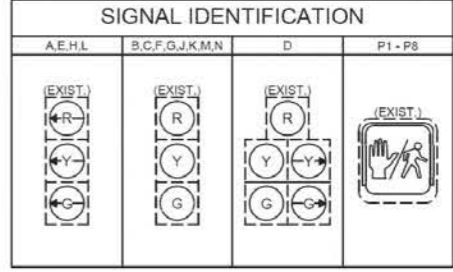 SIGNAL IDENTIFICATION
A,E,H,L B,C,F,G,J,K,M,N D P1 - P8
(EXIST.) (EXIST.) (EXIST.) (EXIST.)
R R R
Y Y Y Y
G G G G